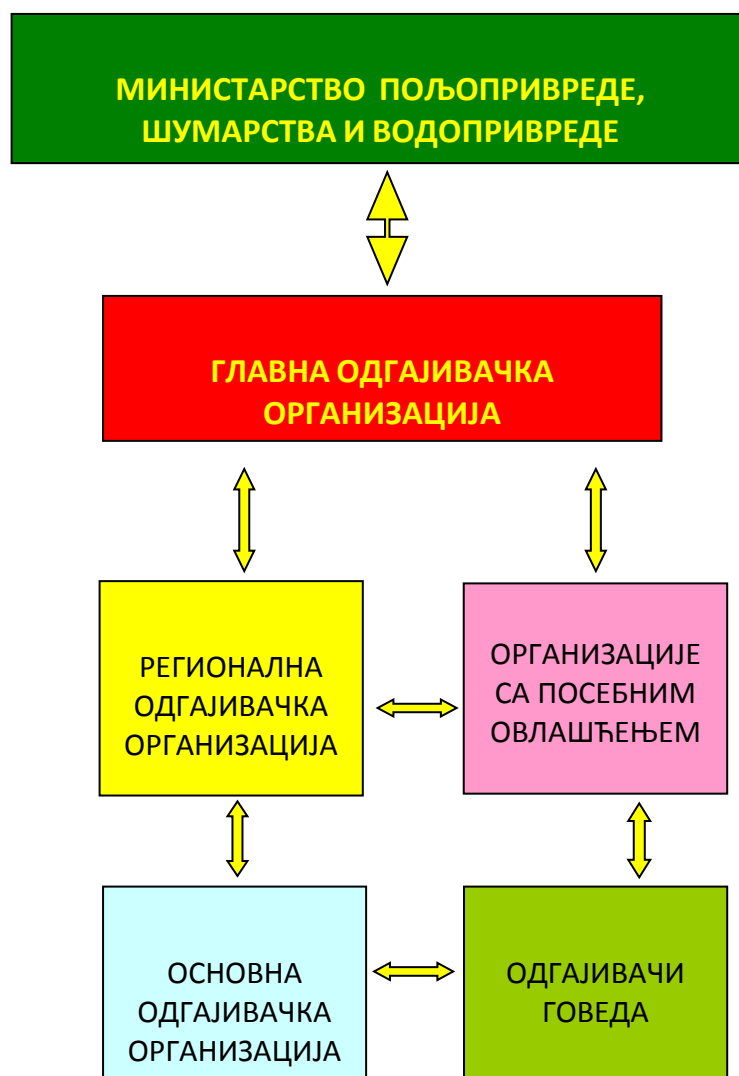 МИНИСТАРСТВО ПОЉОПРИВРЕДЕ,
ШУМАРСТВА И ВОДОПРИВРЕДЕ
ГЛАВНА ОДГАЈИВАЧКА
ОРГАНИЗАЦИЈА
РЕГИОНАЛНА
ОДГАЈИВАЧКА
ОРГАНИЗАЦИЈА
ОРГАНИЗАЦИЈЕ
СА ПОСЕБНИМ
ОВЛАШЋЕЊЕМ
ОСНОВНА
ОДГАЈИВАЧКА
ОРГАНИЗАЦИЈА
ОДГАЈИВАЧИ
ГОВЕДА